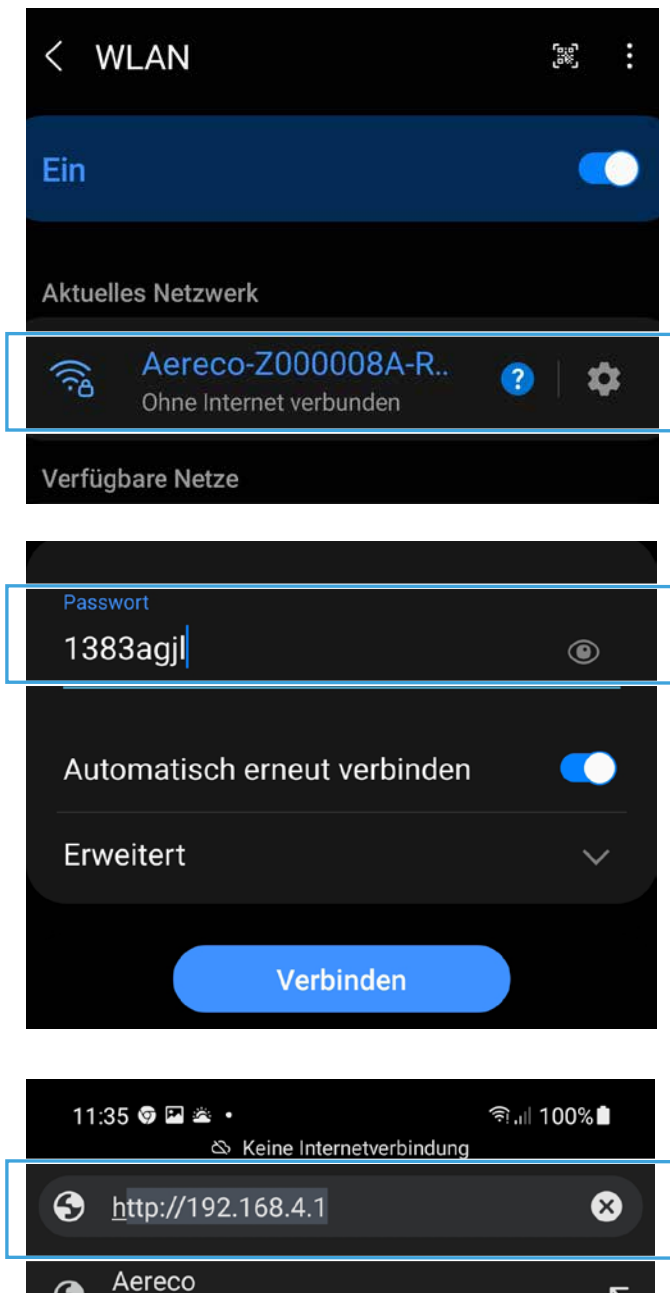 WLAN
Ein
Aktuelles Netzwerk
Aereco-Z000008A-R..
Ohne Internet verbunden
Verfügbare Netze
Passwort
1383agjl
Automatisch erneut verbinden
Erweitert
Verbinden
11:35 100%
Keine Internetverbindung
http://192.168.4.1
Aereco